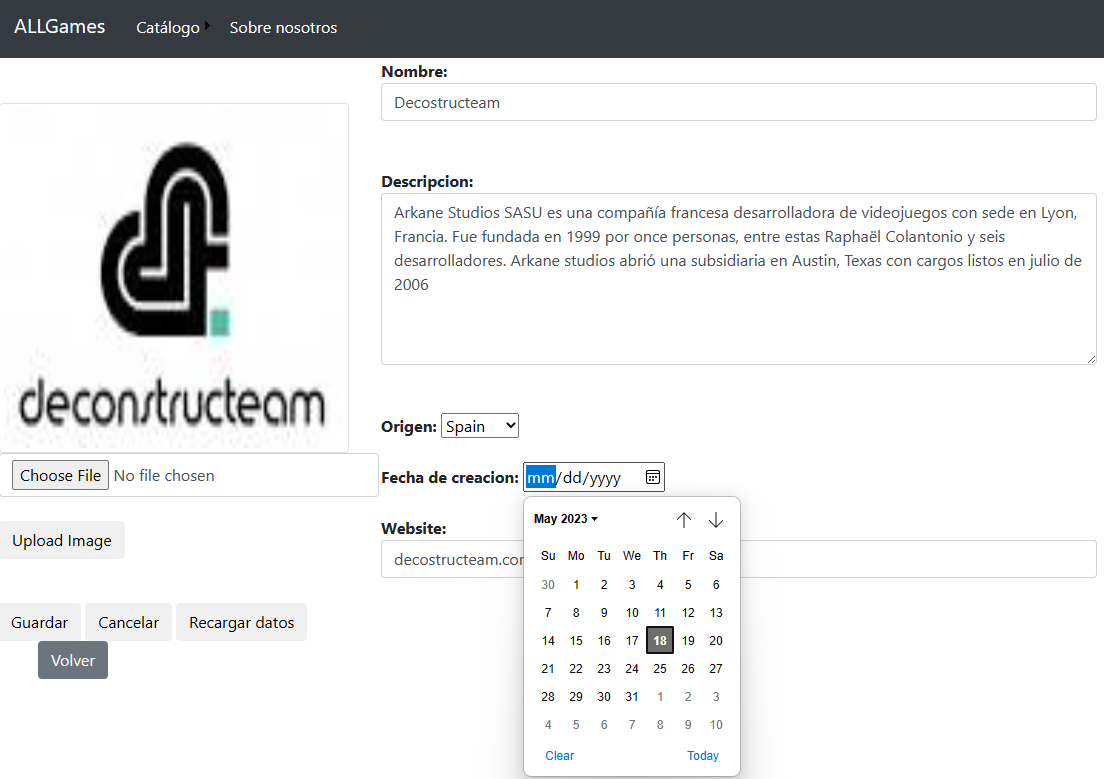 ALLGames Catálogo Sobre nosotros
Nombre:
Decostructeam
deconstructeam
Descripcion:
Arkane Studios SASU es una compañía francesa desarrolladora de videojuegos con sede en Lyon,
Francia. Fue fundada en 1999 por once personas, entre estas Raphaël Colantonio y seis
desarrolladores. Arkane studios abrió una subsidiaria en Austin, Texas con cargos listos en julio de
2006
Origen: Spain
Choose File No file chosen
Fecha de creacion: mm/dd/yyyy
Upload Image
Website:
decostructeam.com
May 2023
Su Mo Tu We Th Fr Sa
30 1 2 3 4 5 6
7 8 9 10 11 12 13
14 15 16 17 18 19 20
21 22 23 24 25 26 27
28 29 30 31 1 2 3
4 5 6 7 8 9 10
Clear Today
Guardar Cancelar Recargar datos
Volver